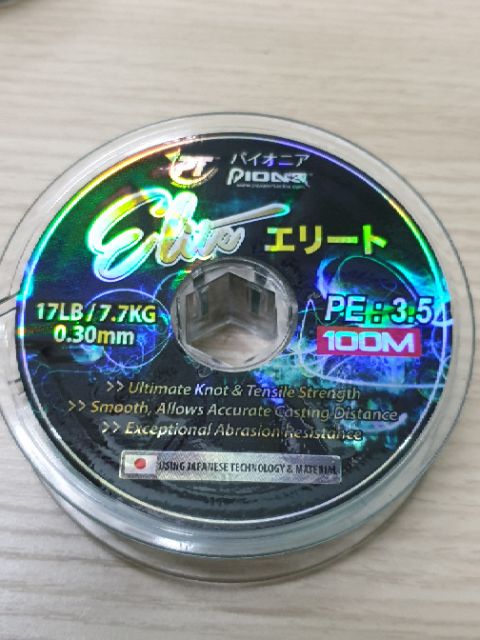 PT パイオニア
PIONR
Elite エリート
17LB / 7.7KG
0.30mm
PE : 3.5
100M
>> Ultimate Knot & Tensile Strength
>> Smooth, Allows Accurate Casting Distance
>> Exceptional Abrasion Resistance
USING JAPANESE TECHNOLOGY & MATERIAL